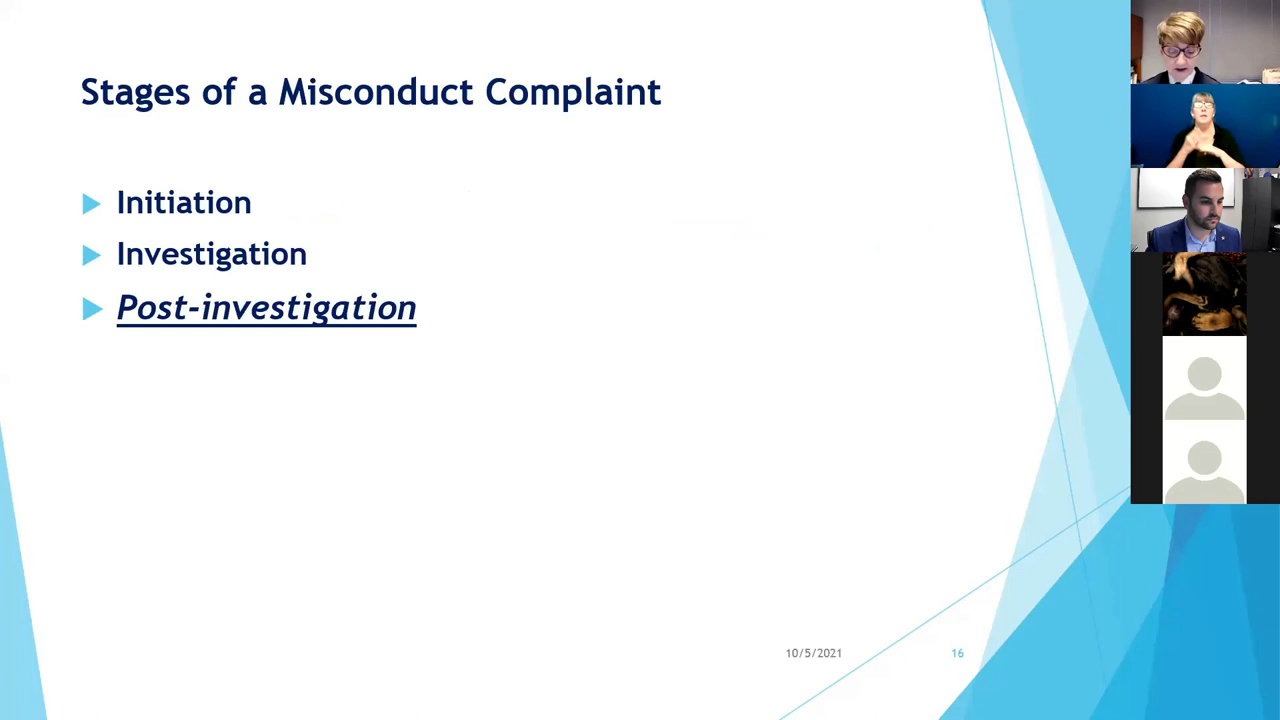 Stages of a Misconduct Complaint
Initiation
Investigation
Post-investigation
10/5/2021
16